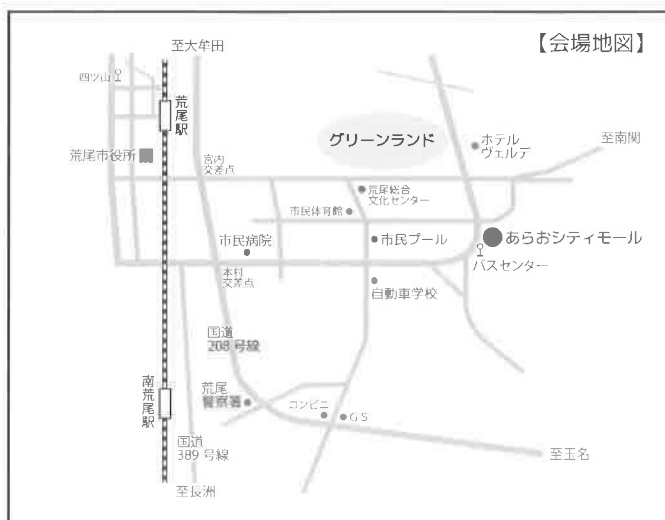 【会場地図】
至大牟田
四ツ山
荒尾駅
グリーンランド
ホテル
ヴェルデ
至南関
荒尾市役所
宮内
交差点
荒尾総合
文化センター
市民体育館
市民病院
市民プール
あらおシティモール
バスセンター
本村
交差点
自動車学校
国道
208 号線
南荒尾駅
荒尾
警察署
コンビニ
GS
国道
389 号線
至玉名
至長洲